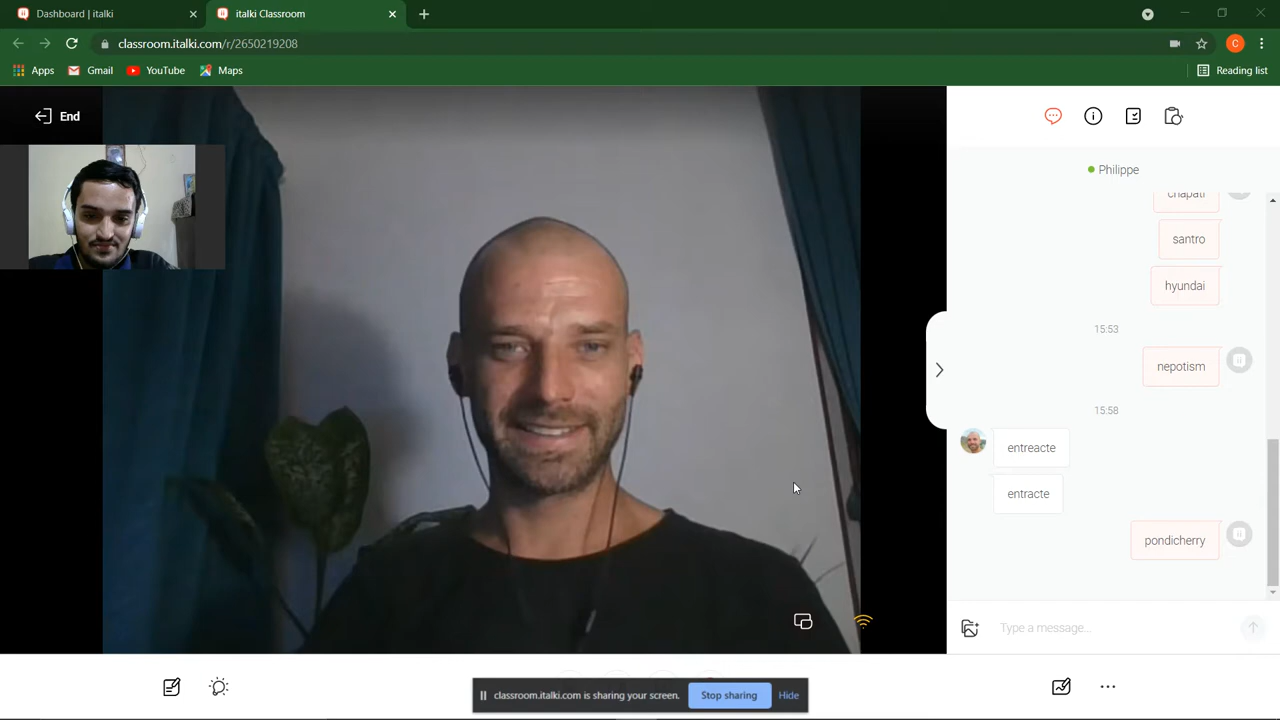 Dashboard | italki
italki Classroom
classroom.italki.com/r/2650219208
C
Apps
Gmail
YouTube
Maps
Reading list
End
Philippe
chapati
santro
hyundai
15:53
nepotism
15:58
entreacte
entracte
pondicherry
Type a message...
classroom.italki.com is sharing your screen.
Stop sharing
Hide